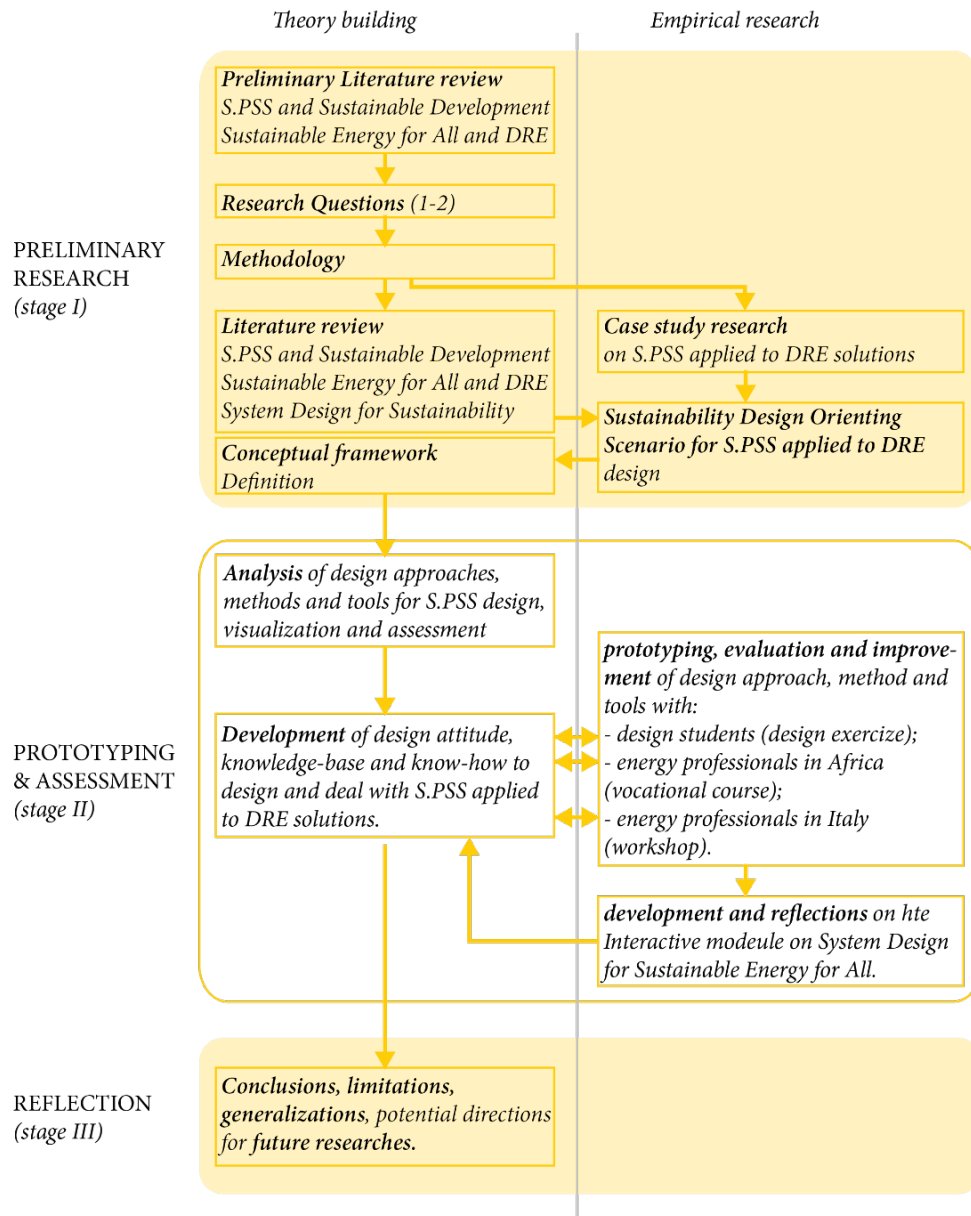 Theory building
Empirical research
PRELIMINARY
RESEARCH
(stage I)
Preliminary Literature review
S.PSS and Sustainable Development
Sustainable Energy for All and DRE
Research Questions (1-2)
Methodology
Literature review
S.PSS and Sustainable Development
Sustainable Energy for All and DRE
System Design for Sustainability
Case study research
on S.PSS applied to DRE solutions
Sustainability Design Orienting
Scenario for S.PSS applied to DRE
design
Conceptual framework
Definition
PROTOTYPING
& ASSESSMENT
(stage II)
Analysis of design approaches,
methods and tools for S.PSS design,
visualization and assessment
Development of design attitude,
knowledge-base and know-how to
design and deal with S.PSS applied
to DRE solutions.
prototyping, evaluation and improve-
ment of design approach, method and
tools with:
- design students (design exercize);
- energy professionals in Africa
(vocational course);
- energy professionals in Italy
(workshop).
development and reflections on hte
Interactive modeule on System Design
for Sustainable Energy for All.
REFLECTION
(stage III)
Conclusions, limitations,
generalizations, potential directions
for future researches.